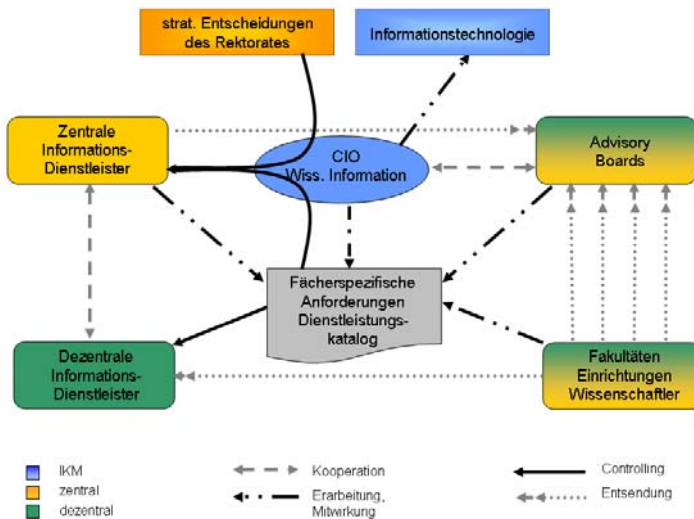 strat. Entscheidungen
des Rektorates
Informationstechnologie
Zentrale
Informations-
Dienstleister
CIO
Wiss. Information
Advisory
Boards
Fächerspezifische
Anforderungen
Dienstleistungs-
katalog
Dezentrale
Informations-
Dienstleister
Fakultäten
Einrichtungen
Wissenschaftler
IKM
zentral
dezentral
Kooperation
Erarbeitung,
Mitwirkung
Controlling
Entsendung